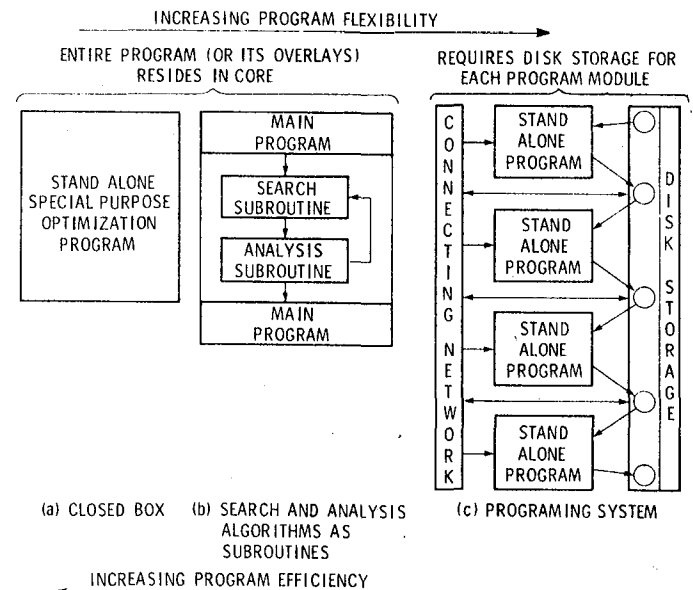 INCREASING PROGRAM FLEXIBILITY
ENTIRE PROGRAM (OR ITS OVERLAYS)
RESIDES IN CORE
REQUIRES DISK STORAGE FOR
EACH PROGRAM MODULE
STAND ALONE
SPECIAL PURPOSE
OPTIMIZATION
PROGRAM
MAIN
PROGRAM
SEARCH
SUBROUTINE
ANALYSIS
SUBROUTINE
MAIN
PROGRAM
CONNECTING NETWORK
STAND
ALONE
PROGRAM
STAND
ALONE
PROGRAM
STAND
ALONE
PROGRAM
STAND
ALONE
PROGRAM
DISK STORAGE
(a) CLOSED BOX
(b) SEARCH AND ANALYSIS
ALGORITHMS AS
SUBROUTINES
(c) PROGRAMING SYSTEM
INCREASING PROGRAM EFFICIENCY